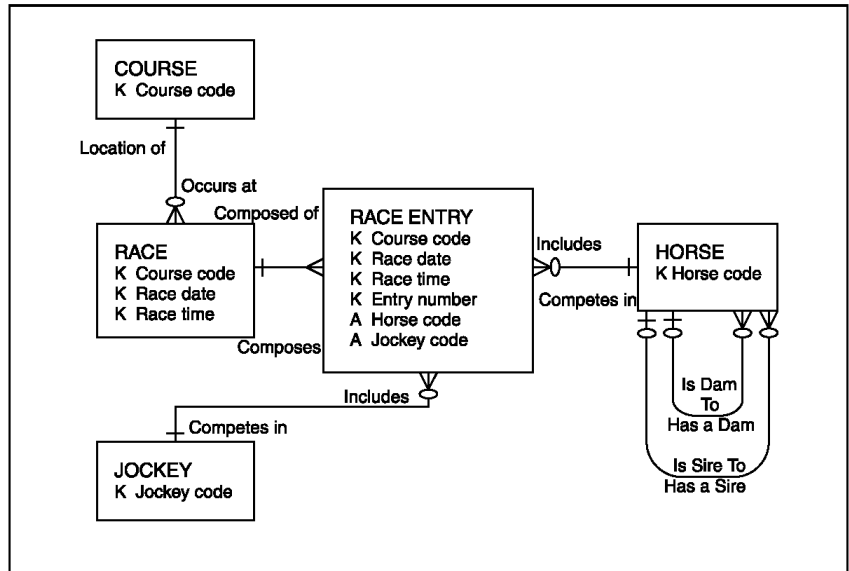 COURSE
K Course code
Location of
Occurs at
Composed of
RACE
K Course code
K Race date
K Race time
Composes
RACE ENTRY
K Course code
K Race date
K Race time
K Entry number
A Horse code
A Jockey code
Includes
Competes in
HORSE
K Horse code
Is Dam
To
Has a Dam
Is Sire To
Has a Sire
Includes
Competes in
JOCKEY
K Jockey code